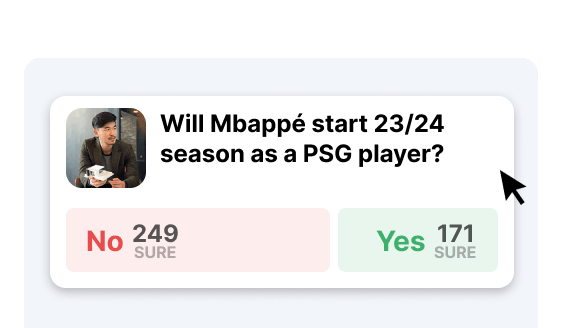 Will Mbappé start 23/24
season as a PSG player?
No 249 SURE
Yes 171 SURE